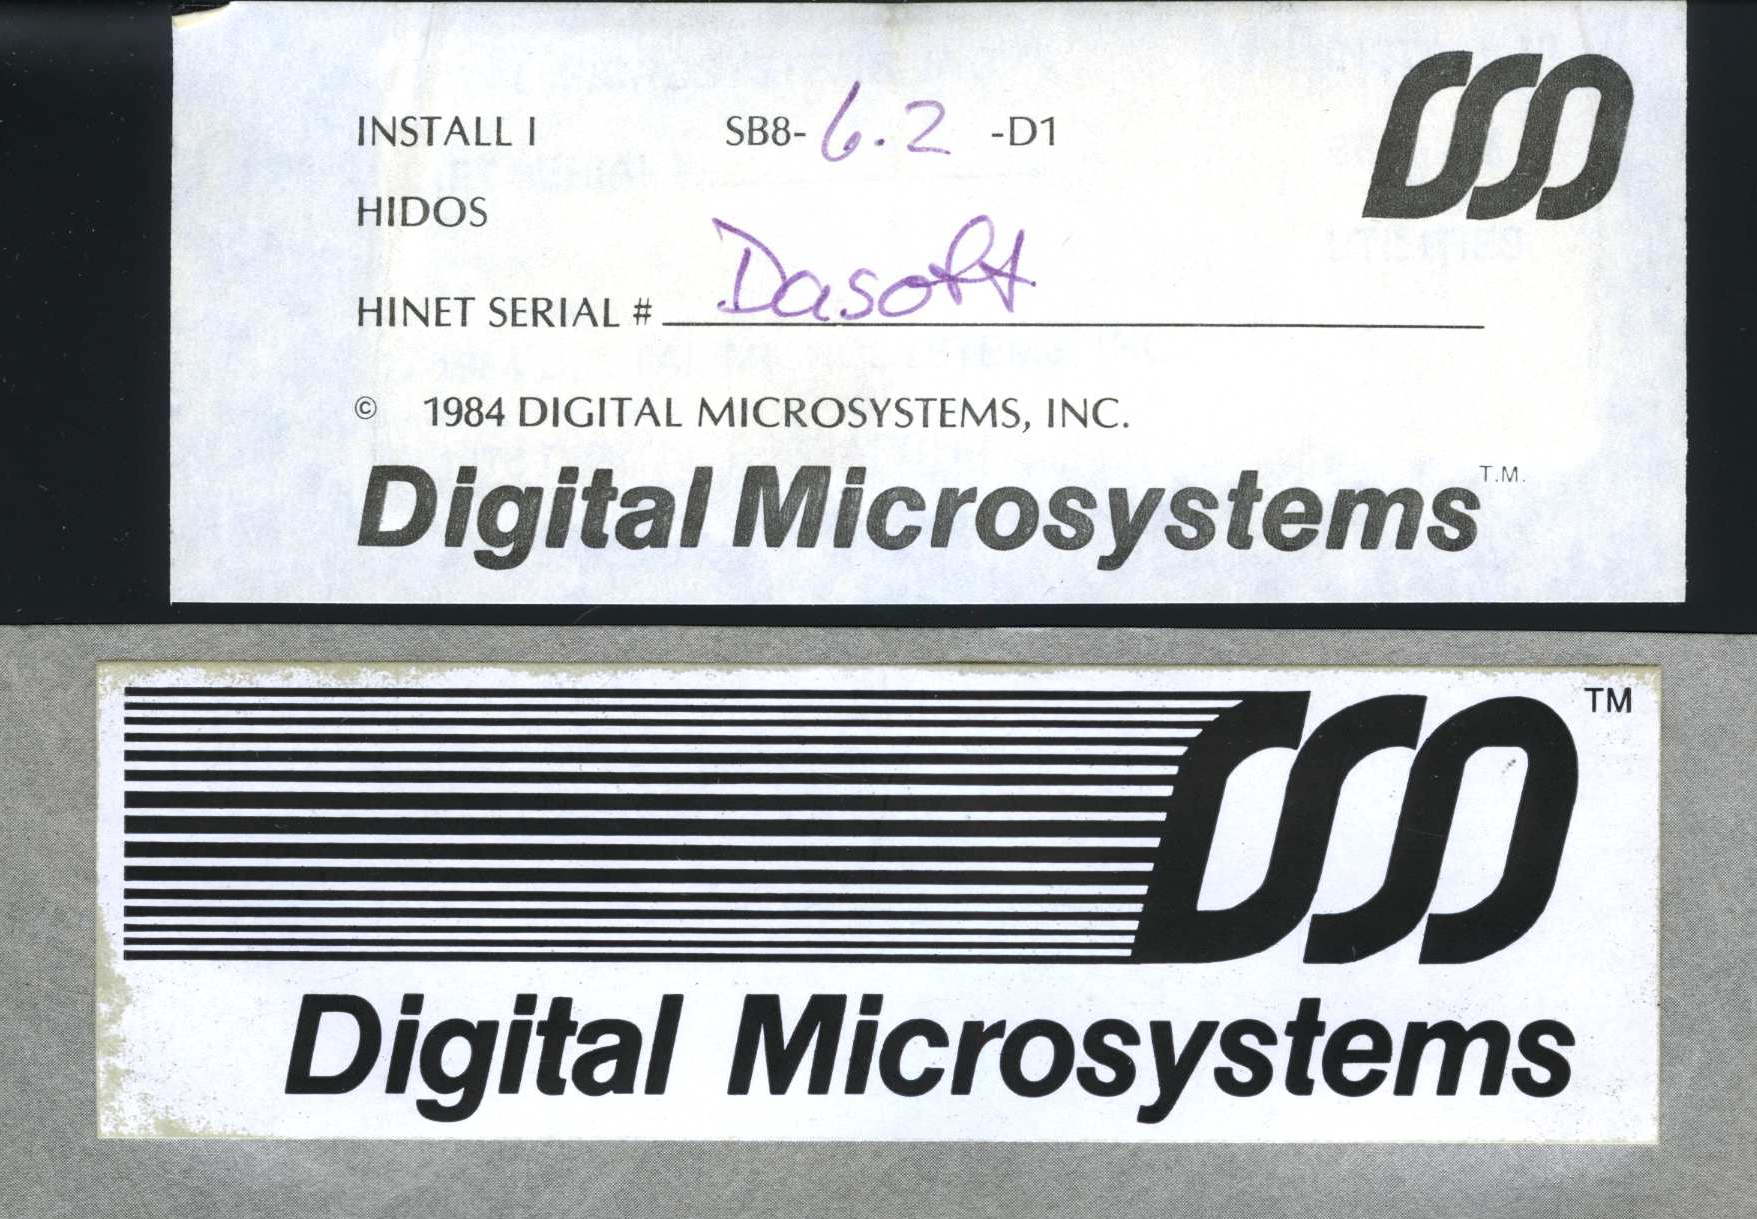 INSTALL I SB8-6.2-D1
HIDOS
HINET SERIAL # Dasoft
© 1984 DIGITAL MICROSYSTEMS, INC.
Digital Microsystems T.M.
TM
Digital Microsystems